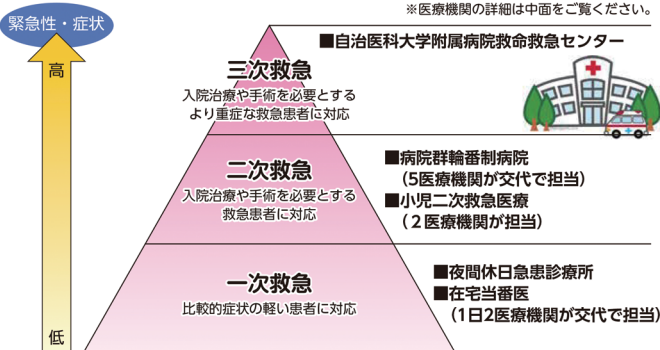 ※医療機関の詳細は中面をご覧ください。
緊急性・症状
高
■自治医科大学附属病院救命救急センター
三次救急
入院治療や手術を必要とする
より重症な救急患者に対応
■病院群輪番制病院
（5医療機関が交代で担当）
■小児二次救急医療
（２医療機関が担当）
二次救急
入院治療や手術を必要とする
救急患者に対応
■夜間休日急患診療所
■在宅当番医
（1日2医療機関が交代で担当）
一次救急
比較的症状の軽い患者に対応
低